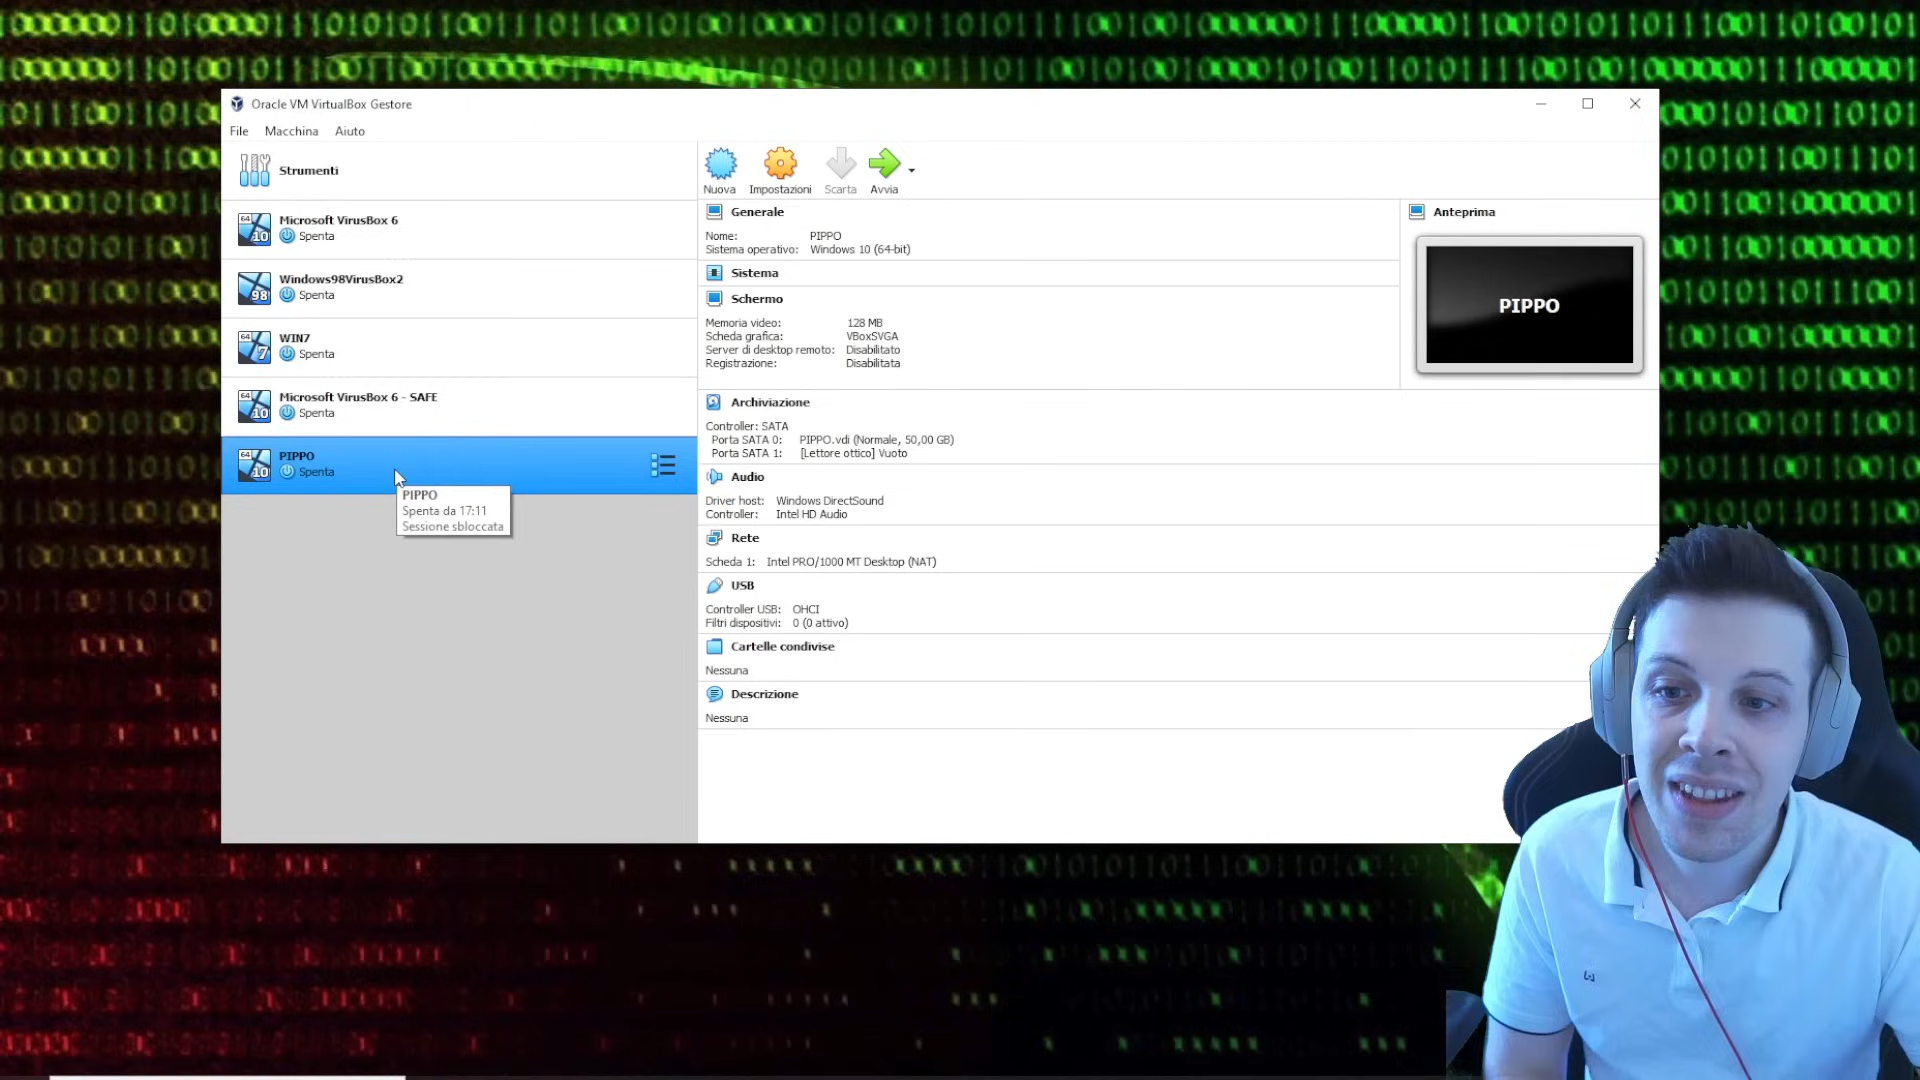 Oracle VM VirtualBox Gestore
File Macchina Aiuto
Strumenti
Microsoft VirusBox 6
Spenta
Windows98VirusBox2
Spenta
WIN7
Spenta
Microsoft VirusBox 6 - SAFE
Spenta
PIPPO
Spenta
PIPPO
Spenta da 17:11
Sessione sbloccata
Nuova Impostazioni Scarta Avvia
Generale
Nome: PIPPO
Sistema operativo: Windows 10 (64-bit)
Sistema
Schermo
Memoria video: 128 MB
Scheda grafica: VBoxSVGA
Server di desktop remoto: Disabilitato
Registrazione: Disabilitata
Anteprima
PIPPO
Archiviazione
Controller: SATA
Porta SATA 0: PIPPO.vdi (Normale, 50,00 GB)
Porta SATA 1: [Lettore ottico] Vuoto
Audio
Driver host: Windows DirectSound
Controller: Intel HD Audio
Rete
Scheda 1: Intel PRO/1000 MT Desktop (NAT)
USB
Controller USB: OHCI
Filtri dispositivi: 0 (0 attivo)
Cartelle condivise
Nessuna
Descrizione
Nessuna